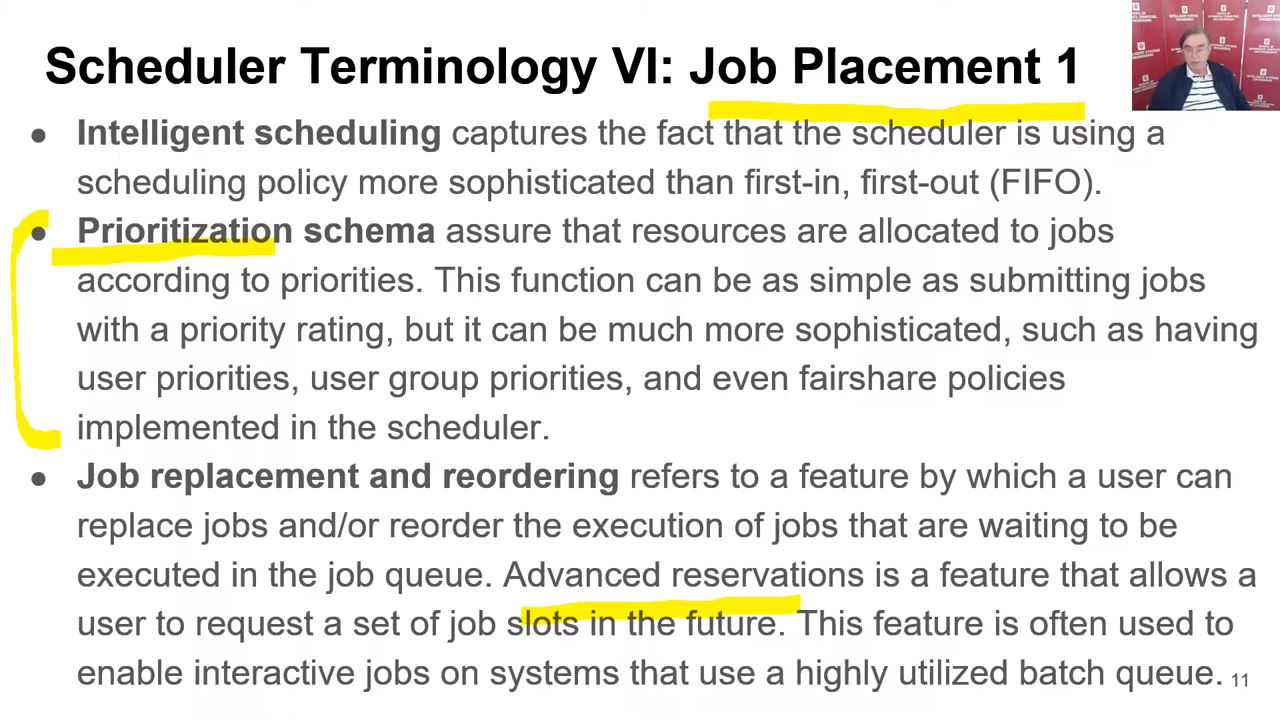 Scheduler Terminology VI: Job Placement 1
● Intelligent scheduling captures the fact that the scheduler is using a
scheduling policy more sophisticated than first-in, first-out (FIFO).
● Prioritization schema assure that resources are allocated to jobs
according to priorities. This function can be as simple as submitting jobs
with a priority rating, but it can be much more sophisticated, such as having
user priorities, user group priorities, and even fairshare policies
implemented in the scheduler.
● Job replacement and reordering refers to a feature by which a user can
replace jobs and/or reorder the execution of jobs that are waiting to be
executed in the job queue. Advanced reservations is a feature that allows a
user to request a set of job slots in the future. This feature is often used to
enable interactive jobs on systems that use a highly utilized batch queue.
11